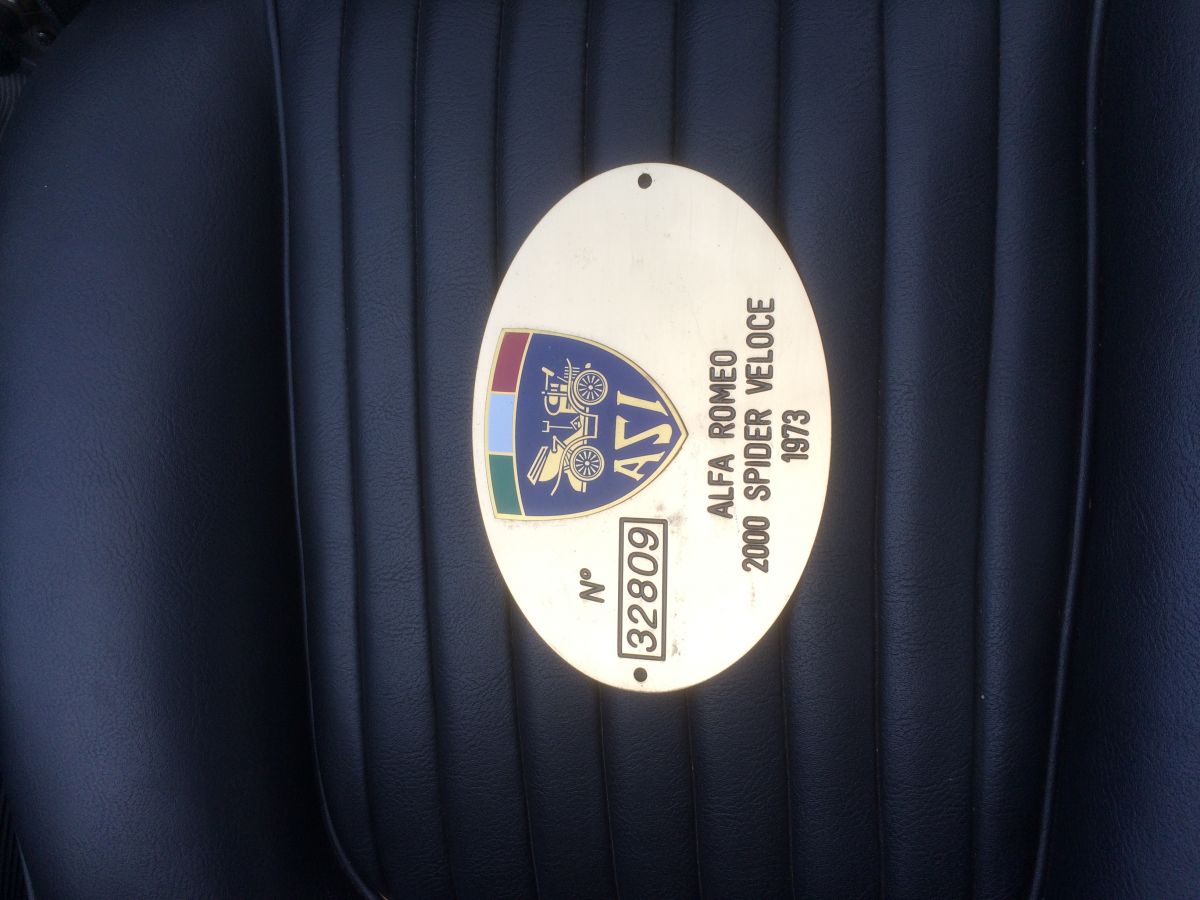 ASI
N°
32809
ALFA ROMEO
2000 SPIDER VELOCE
1973